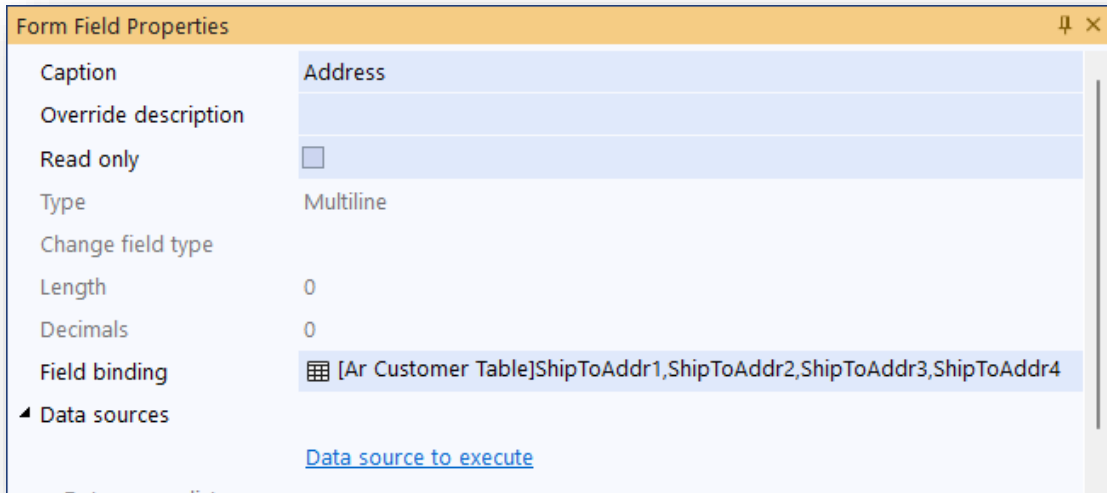 Form Field Properties
Caption Address
Override description
Read only
Type Multiline
Change field type
Length 0
Decimals 0
Field binding [Ar Customer Table]ShipToAddr1,ShipToAddr2,ShipToAddr3,ShipToAddr4
Data sources
Data source to execute